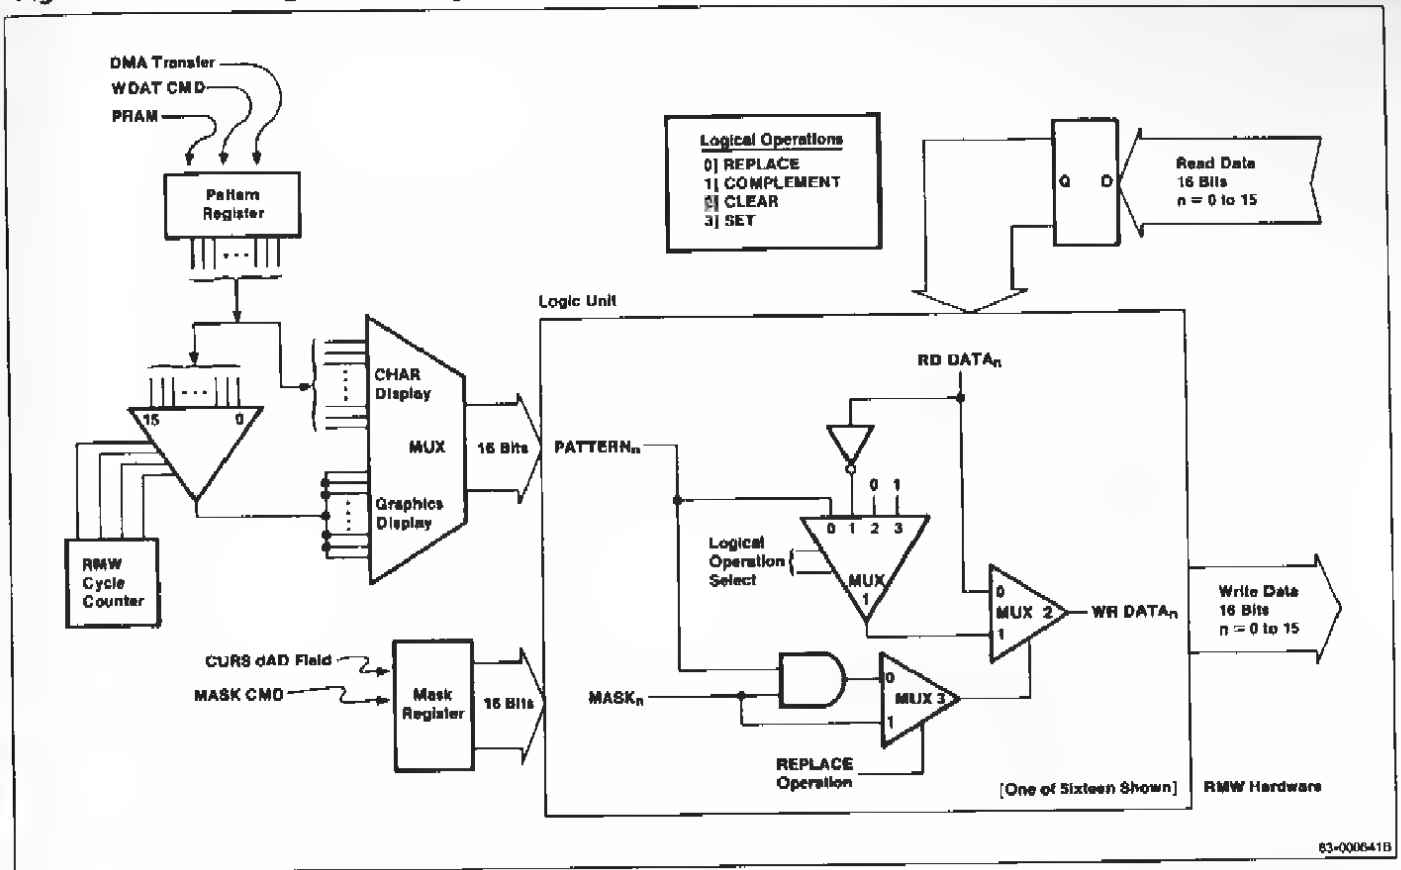 DMA Transfer
WDAT CMD
PRAM
Pattern
Register
Logical Operations
0] REPLACE
1] COMPLEMENT
CLEAR
3] SET
Q D
Read Data
16 Bits
n = 0 to 15
Logic Unit
15 0
CHAR
Display
MUX
Graphics
Display
16 Bits
RMW
Cycle
Counter
RD DATAn
PATTERNn
0 1
0 1 2 3
MUX
1
Logical
Operation
Select
0
MUX 2
1
WR DATAn
Write Data
16 Bits
n = 0 to 15
CURS dAD Field
MASK CMD
Mask
Register
16 Bits
MASKn
0
MUX 3
1
REPLACE
Operation
[One of Sixteen Shown]
RMW Hardware
83-000641B